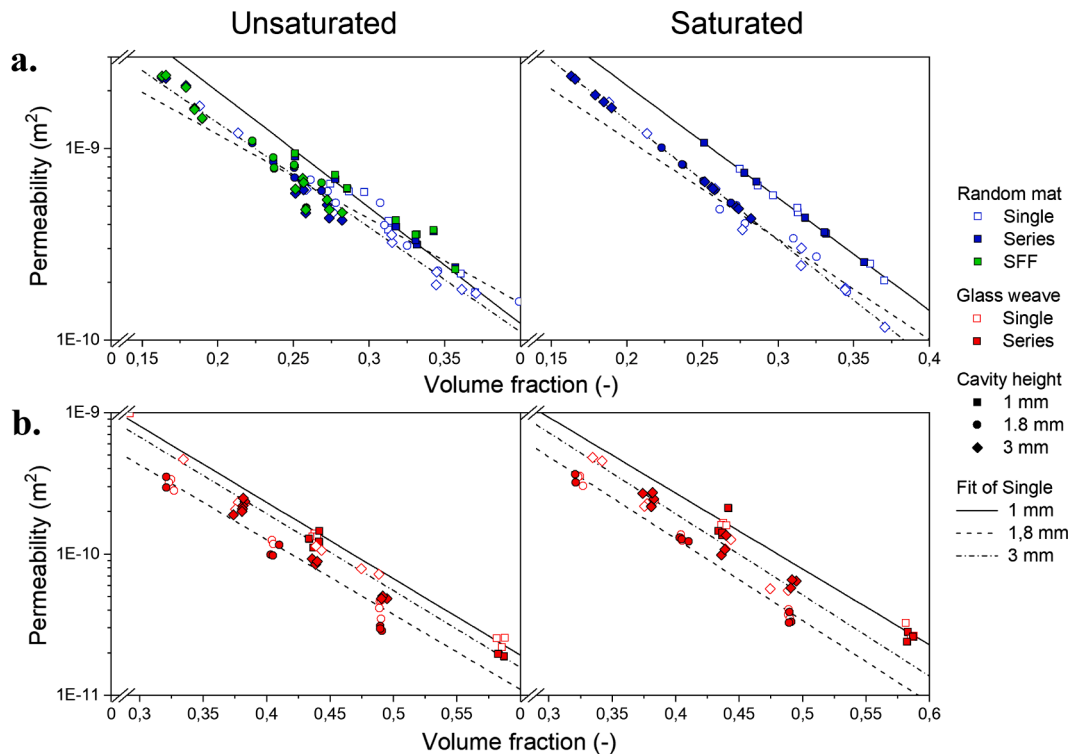 Unsaturated Saturated
a.
Permeability (m²)
1E-9
1E-10
0,15 0,2 0,25 0,3 0,35 0 0,15 0,2 0,25 0,3 0,35 0,4
Volume fraction (-) Volume fraction (-)
b.
Permeability (m²)
1E-9
1E-10
1E-11
0,3 0,35 0,4 0,45 0,5 0,55 0 0,3 0,35 0,4 0,45 0,5 0,55 0,6
Volume fraction (-) Volume fraction (-)
Random mat
Single
Series
SFF
Glass weave
Single
Series
Cavity height
1 mm
1.8 mm
3 mm
Fit of Single
1 mm
1,8 mm
3 mm